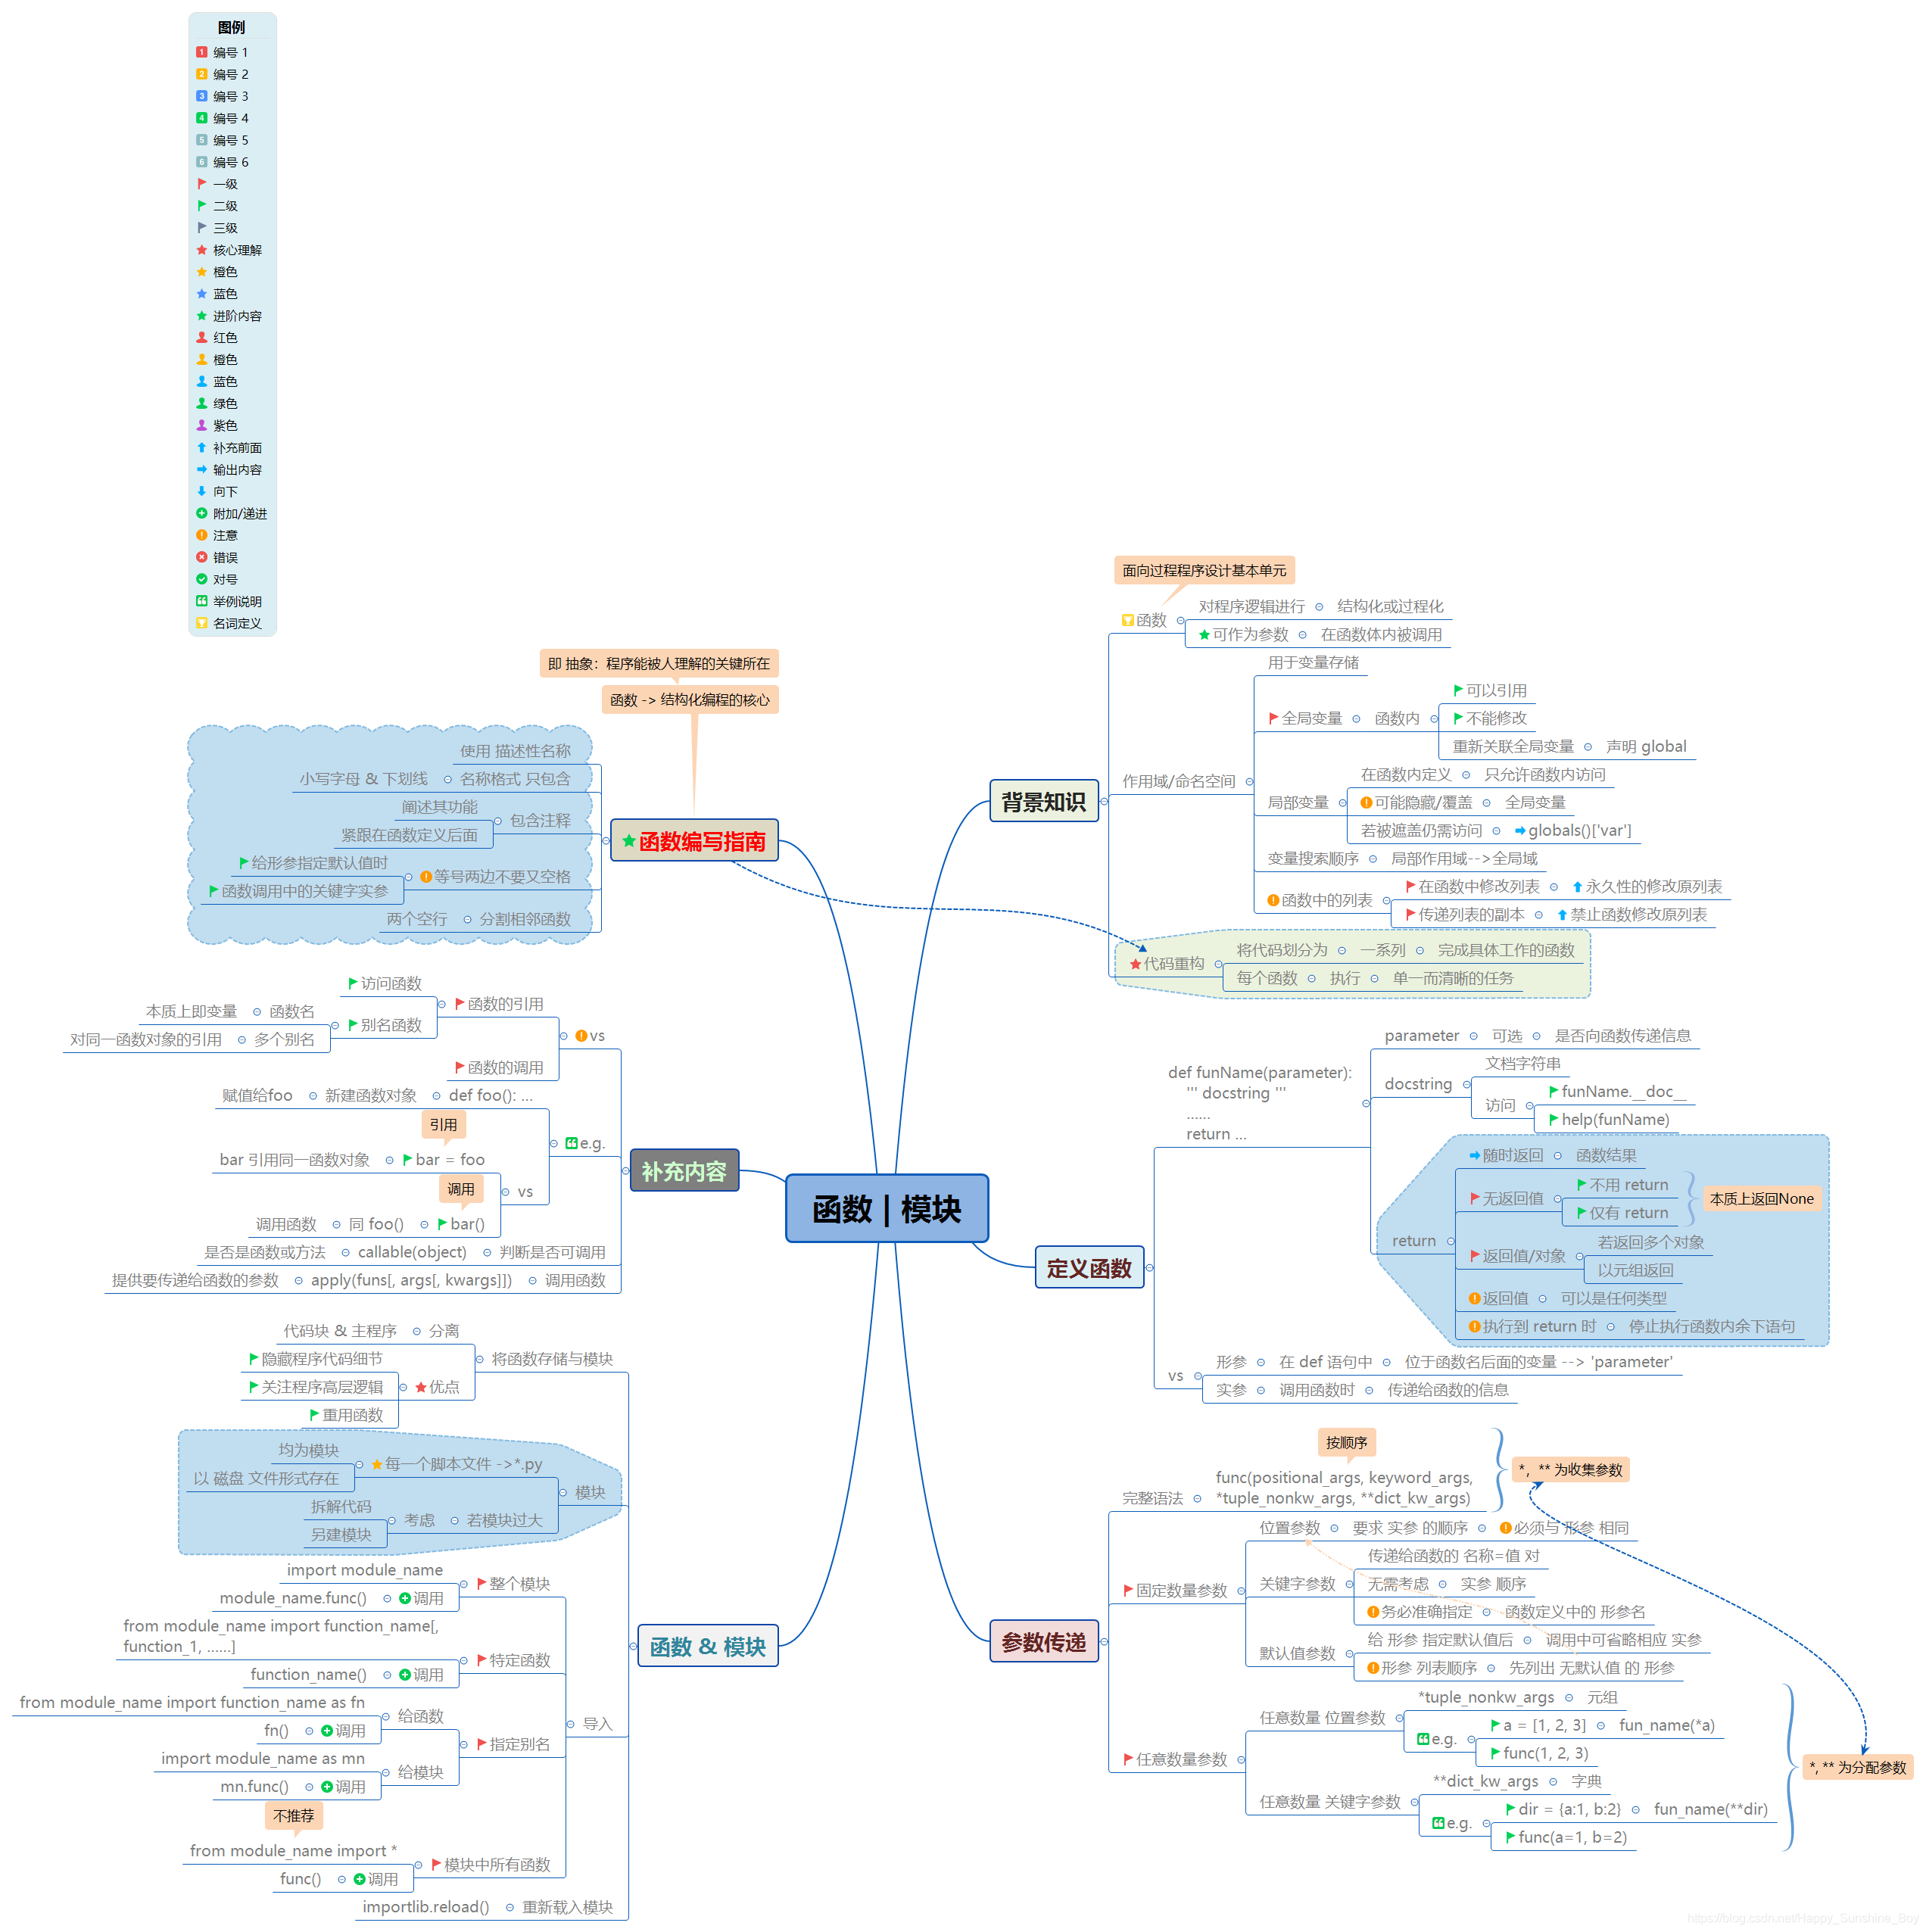 图例
编号 1
编号 2
编号 3
编号 4
编号 5
编号 6
一级
二级
三级
核心理解
橙色
蓝色
进阶内容
红色
橙色
蓝色
绿色
紫色
补充前面
输出内容
向下
附加/递进
注意
错误
对号
举例说明
名词定义
函数 | 模块
背景知识
面向过程程序设计基本单元
函数
对程序逻辑进行 结构化或过程化
可作为参数 在函数体内被调用
作用域/命名空间
用于变量存储
全局变量 函数内
可以引用
不能修改
重新关联全局变量 声明 global
局部变量
在函数内定义 只允许函数内访问
可能隐藏/覆盖 全局变量
若被遮盖仍需访问 globals()['var']
变量搜索顺序 局部作用域-->全局域
函数中的列表
在函数中修改列表 永久性的修改原列表
传递列表的副本 禁止函数修改原列表
代码重构
将代码划分为 一系列 完成具体工作的函数
每个函数 执行 单一而清晰的任务
定义函数
def funName(parameter):
''' docstring '''
......
return ...
parameter 可选 是否向函数传递信息
docstring
文档字符串
访问
funName.__doc__
help(funName)
return
随时返回 函数结果
无返回值
不用 return
仅有 return
本质上返回None
返回值/对象
若返回多个对象
以元组返回
返回值 可以是任何类型
执行到 return 时 停止执行函数内余下语句
vs
形参 在 def 语句中 位于函数名后面的变量 --> 'parameter'
实参 调用函数时 传递给函数的信息
参数传递
按顺序
完整语法
func(positional_args, keyword_args,
*tuple_nonkw_args, **dict_kw_args)
*，** 为收集参数
固定数量参数
位置参数 要求 实参 的顺序 必须与 形参 相同
关键字参数
传递给函数的 名称=值 对
无需考虑 实参 顺序
务必准确指定 函数定义中的 形参名
默认值参数
给 形参 指定默认值后 调用中可省略相应 实参
形参 列表顺序 先列出 无默认值 的 形参
任意数量参数
任意数量 位置参数
*tuple_nonkw_args 元组
e.g.
a = [1, 2, 3] fun_name(*a)
func(1, 2, 3)
任意数量 关键字参数
**dict_kw_args 字典
e.g.
dir = {a:1, b:2} fun_name(**dir)
func(a=1, b=2)
*, ** 为分配参数
即 抽象：程序能被人理解的关键所在
函数 -> 结构化编程的核心
函数编写指南
使用 描述性名称
小写字母 & 下划线 名称格式 只包含
阐述其功能
紧跟在函数定义后面
包含注释
给形参指定默认值时
函数调用中的关键字实参
等号两边不要又空格
两个空行 分割相邻函数
补充内容
vs
函数的引用
访问函数
别名函数
本质上即变量 函数名
对同一函数对象的引用 多个别名
函数的调用
e.g.
赋值给foo 新建函数对象 def foo(): ...
引用
bar 引用同一函数对象 bar = foo
vs
调用
调用函数 同 foo() bar()
是否是函数或方法 callable(object) 判断是否可调用
提供要传递给函数的参数 apply(funs[, args[, kwargs]]) 调用函数
函数 & 模块
将函数存储与模块
代码块 & 主程序 分离
隐藏程序代码细节
关注程序高层逻辑
重用函数
优点
模块
均为模块
以 磁盘 文件形式存在
每一个脚本文件 ->*.py
拆解代码
另建模块
考虑 若模块过大
导入
import module_name
module_name.func() 调用
整个模块
from module_name import function_name[,
function_1, ......]
function_name() 调用
特定函数
from module_name import function_name as fn
fn() 调用
给函数
import module_name as mn
mn.func() 调用
给模块
指定别名
不推荐
from module_name import *
func() 调用
模块中所有函数
importlib.reload() 重新载入模块
https://blog.csdn.net/Happy_Sunshine_Boy